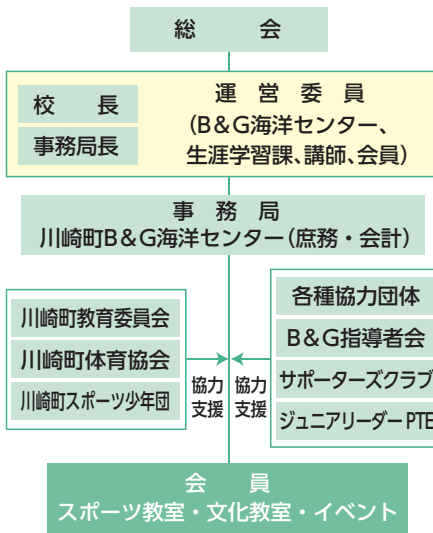 総　会
校　長
事務局長
運 営 委 員
(B&G海洋センター、
生涯学習課、講師、会員)
事 務 局
川崎町B&G海洋センター(庶務・会計)
川崎町教育委員会
川崎町体育協会
川崎町スポーツ少年団
協力
支援
協力
支援
各種協力団体
B&G指導者会
サポーターズクラブ
ジュニアリーダーPTE
会　員
スポーツ教室・文化教室・イベント